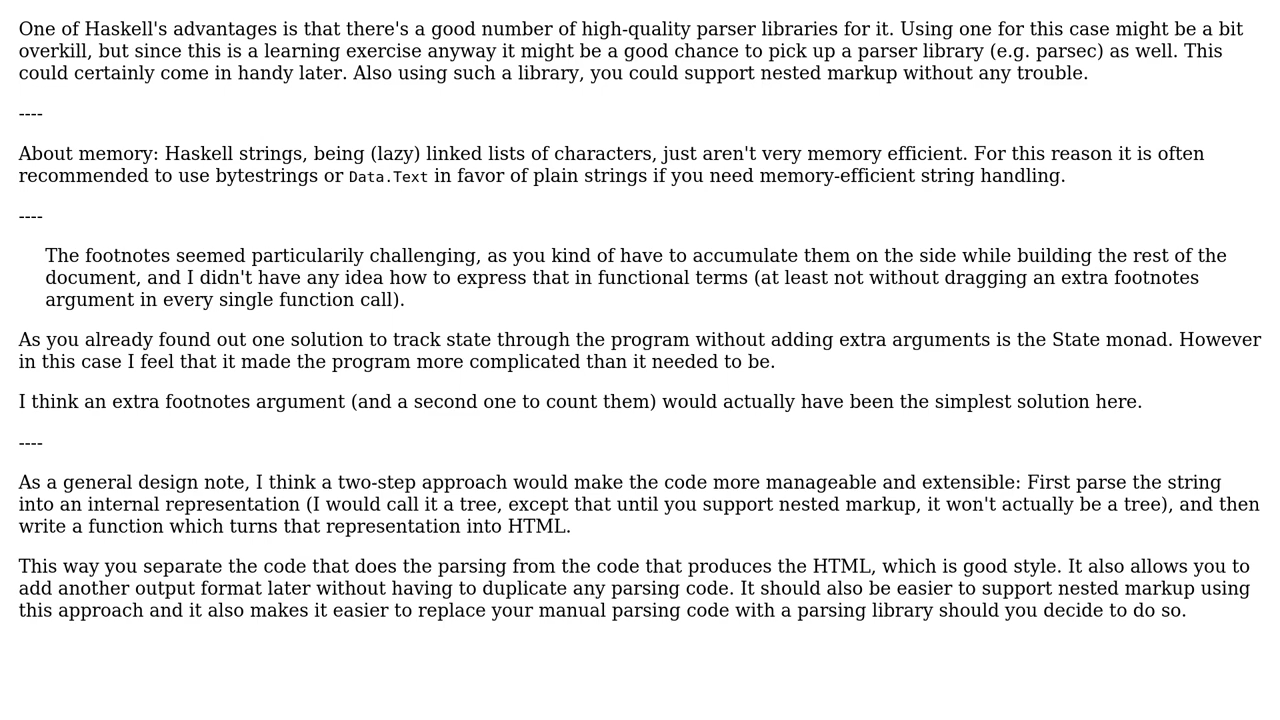 One of Haskell's advantages is that there's a good number of high-quality parser libraries for it. Using one for this case might be a bit
overkill, but since this is a learning exercise anyway it might be a good chance to pick up a parser library (e.g. parsec) as well. This
could certainly come in handy later. Also using such a library, you could support nested markup without any trouble.
----
About memory: Haskell strings, being (lazy) linked lists of characters, just aren't very memory efficient. For this reason it is often
recommended to use bytestrings or Data.Text in favor of plain strings if you need memory-efficient string handling.
----
The footnotes seemed particularily challenging, as you kind of have to accumulate them on the side while building the rest of the
document, and I didn't have any idea how to express that in functional terms (at least not without dragging an extra footnotes
argument in every single function call).
As you already found out one solution to track state through the program without adding extra arguments is the State monad. However
in this case I feel that it made the program more complicated than it needed to be.
I think an extra footnotes argument (and a second one to count them) would actually have been the simplest solution here.
----
As a general design note, I think a two-step approach would make the code more manageable and extensible: First parse the string
into an internal representation (I would call it a tree, except that until you support nested markup, it won't actually be a tree), and then
write a function which turns that representation into HTML.
This way you separate the code that does the parsing from the code that produces the HTML, which is good style. It also allows you to
add another output format later without having to duplicate any parsing code. It should also be easier to support nested markup using
this approach and it also makes it easier to replace your manual parsing code with a parsing library should you decide to do so.